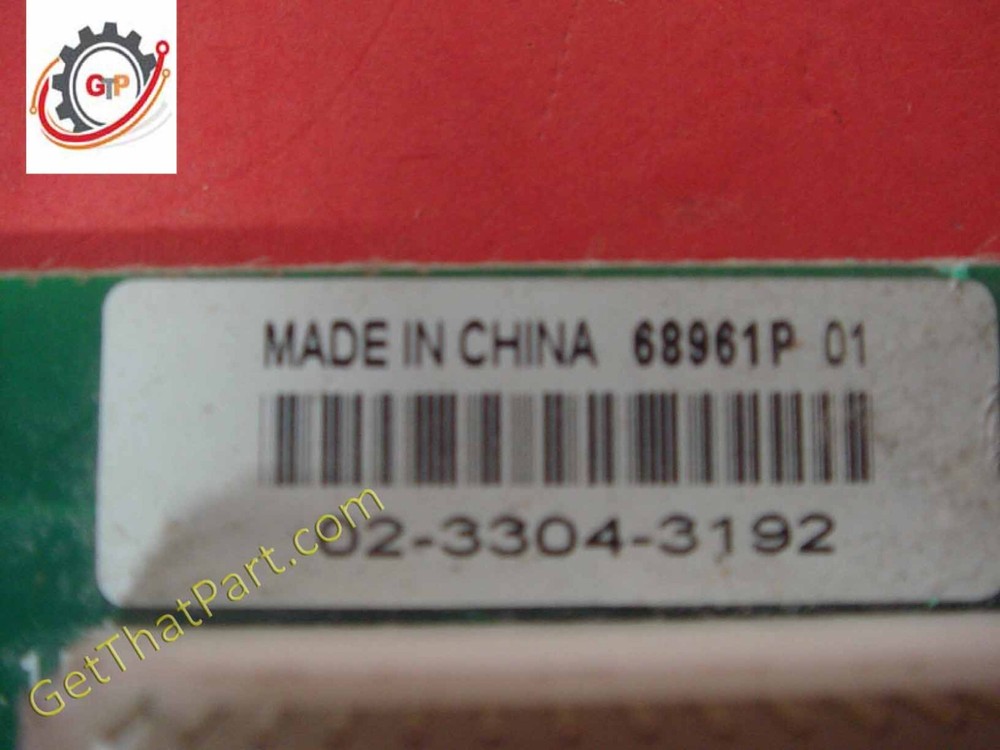 GTP
MADE IN CHINA 68961P 01
02-3304-3192
GetThatPart.com